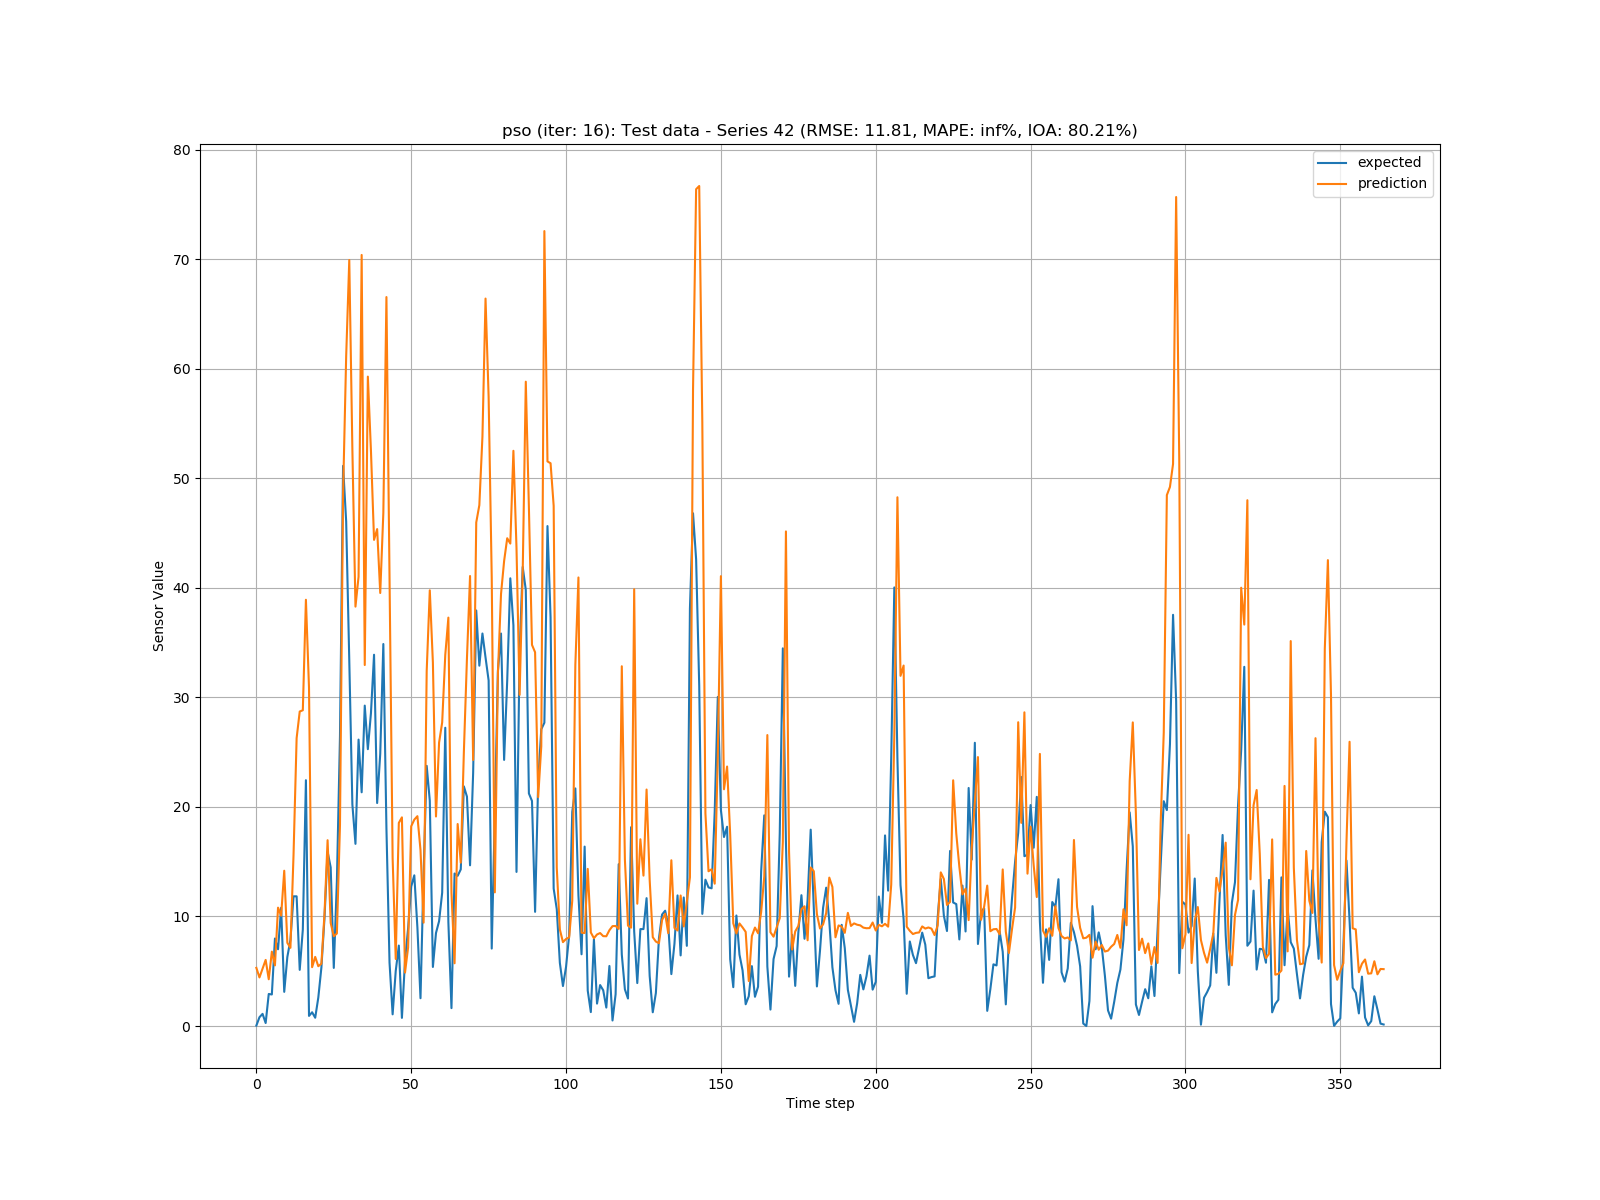 pso (iter: 16): Test data - Series 42 (RMSE: 11.81, MAPE: inf%, IOA: 80.21%)
expected
prediction
80
70
60
50
40
30
20
10
0
Sensor Value
0 50 100 150 200 250 300 350
Time step